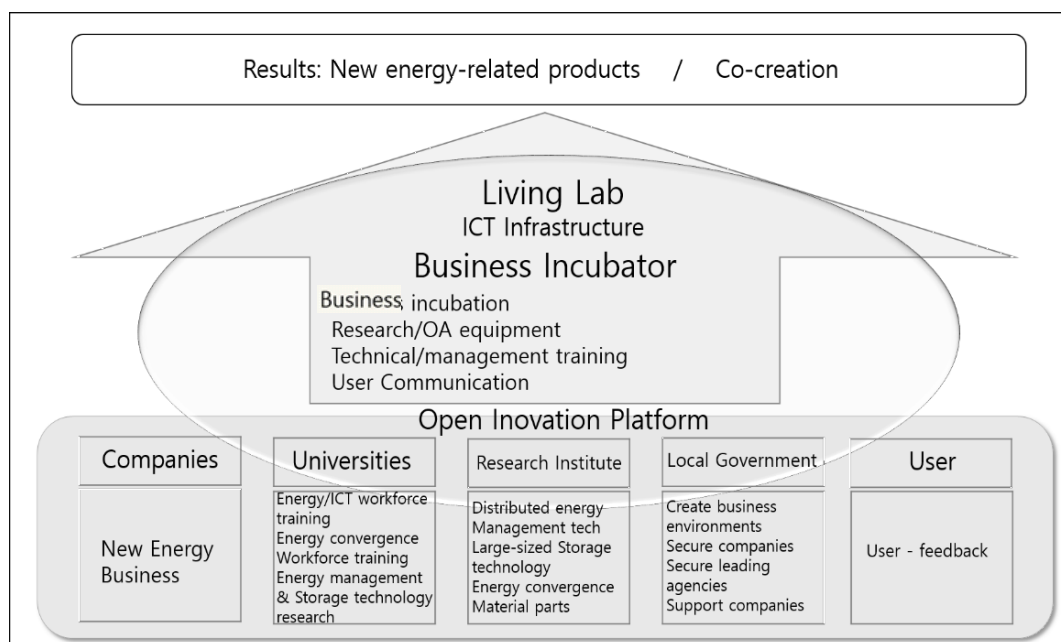 Results: New energy-related products / Co-creation
Living Lab
ICT Infrastructure
Business Incubator
Business incubation
Research/OA equipment
Technical/management training
User Communication
Open Inovation Platform
Companies
New Energy
Business
Universities
Energy/ICT workforce
training
Energy convergence
Workforce training
Energy management
& Storage technology
research
Research Institute
Distributed energy
Management tech
Large-sized Storage
technology
Energy convergence
Material parts
Local Government
Create business
environments
Secure companies
Secure leading
agencies
Support companies
User
User - feedback